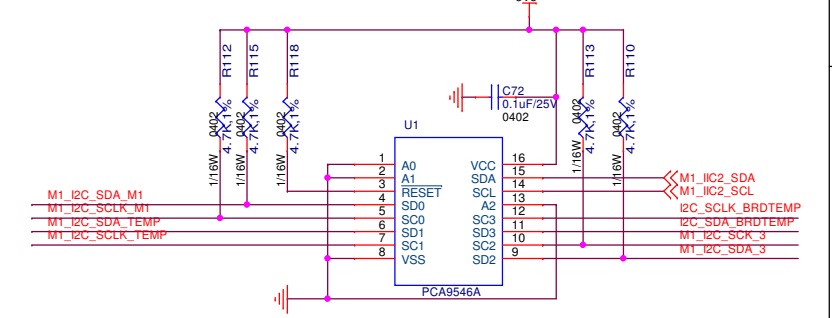 R112
R115
R118
R113
R110
0402
4.7K,1%
1/16W
0402
4.7K,1%
0402
4.7K,1%
1/16W
C72
0.1uF/25V
0402
0402
4.7K,1%
1/16W
4.7K,1%
1/16W
U1
1 A0 VCC 16
2 A1 SDA 15 M1_IIC2_SDA
3 RESET SCL 14 M1_IIC2_SCL
M1_I2C_SDA_M1 4 SD0 A2 13
M1_I2C_SCLK_M1 5 SC0 SC3 12 I2C_SCLK_BRDTEMP
M1_I2C_SDA_TEMP 6 SD1 SD3 11 I2C_SDA_BRDTEMP
M1_I2C_SCLK_TEMP 7 SC1 SC2 10 M1_I2C_SCK_3
8 VSS SD2 9 M1_I2C_SDA_3
PCA9546A